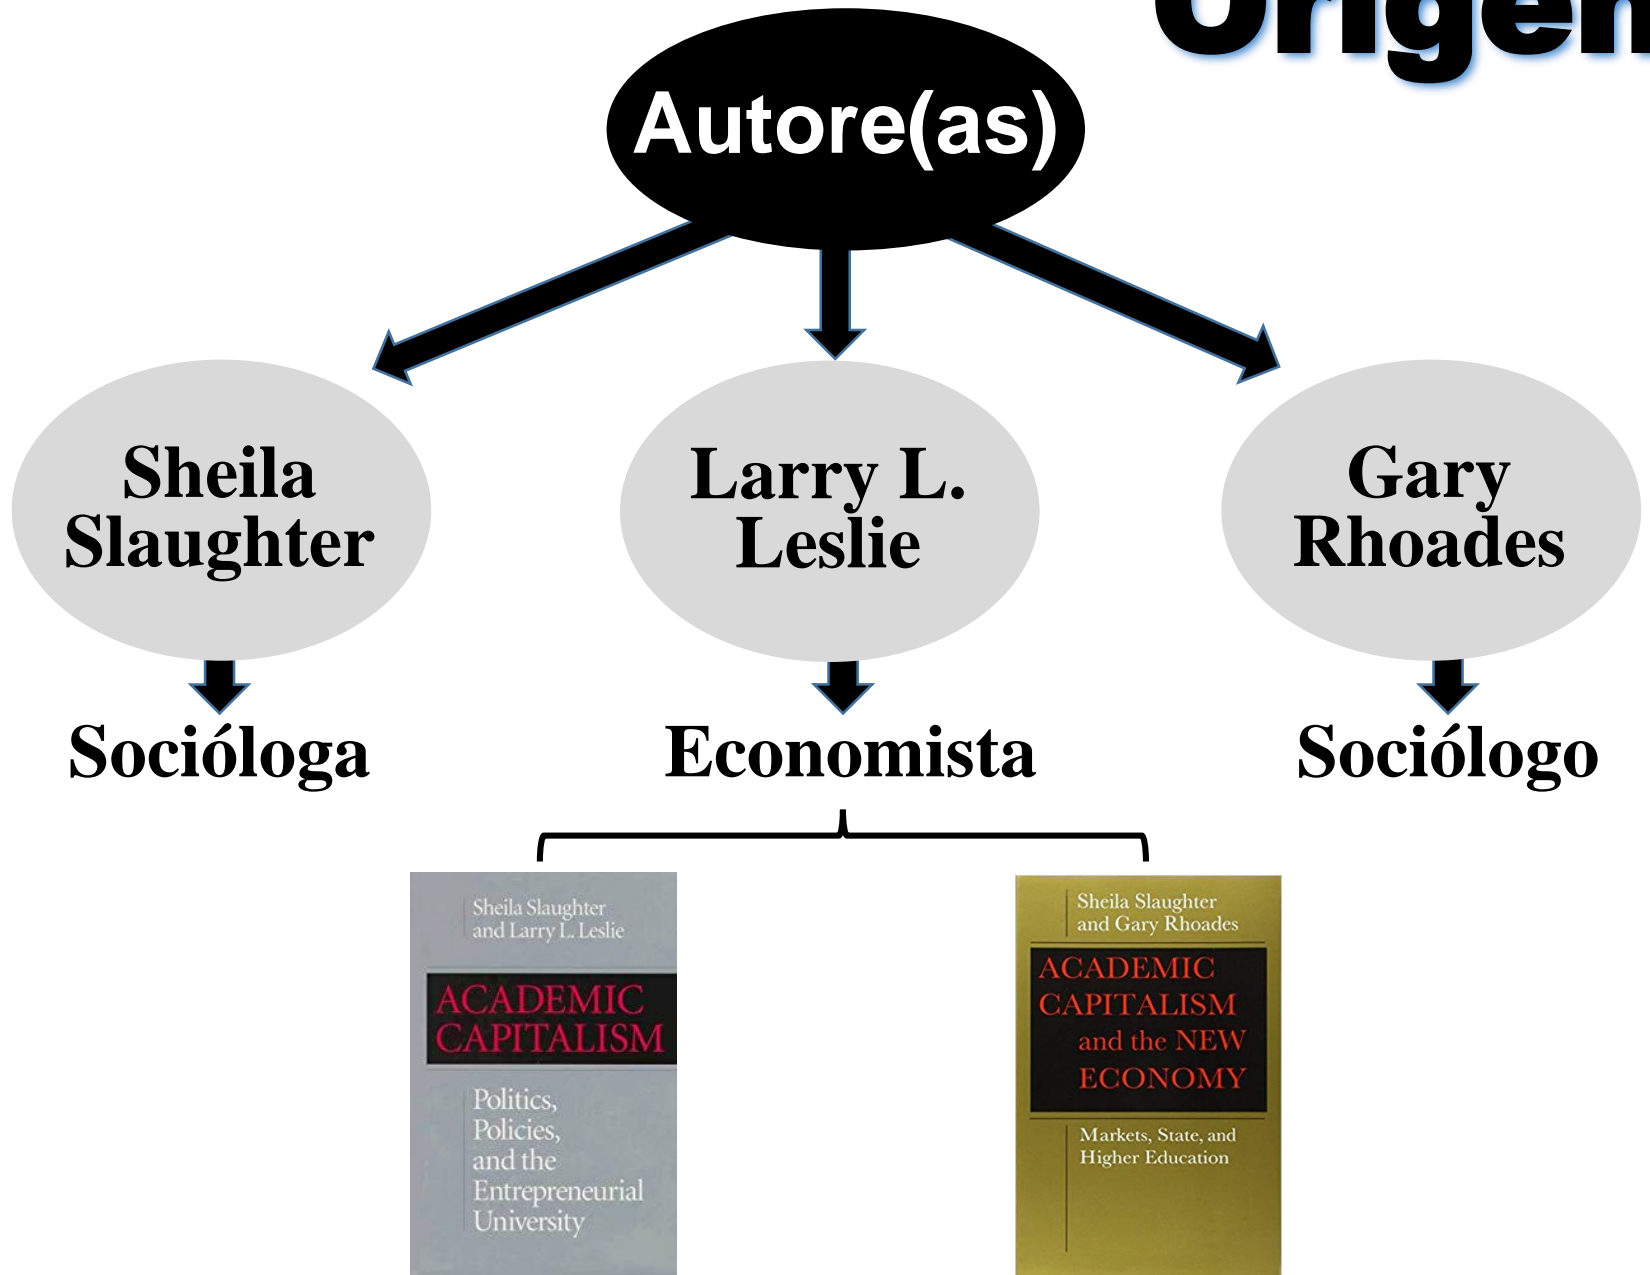 Origen
Autore(as)
Sheila
Slaughter
Larry L.
Leslie
Gary
Rhoades
Socióloga
Economista
Sociólogo
Sheila Slaughter
and Larry L. Leslie
ACADEMIC
CAPITALISM
Politics,
Policies,
and the
Entrepreneurial
University
Sheila Slaughter
and Gary Rhoades
ACADEMIC
CAPITALISM
and the NEW
ECONOMY
Markets, State, and
Higher Education